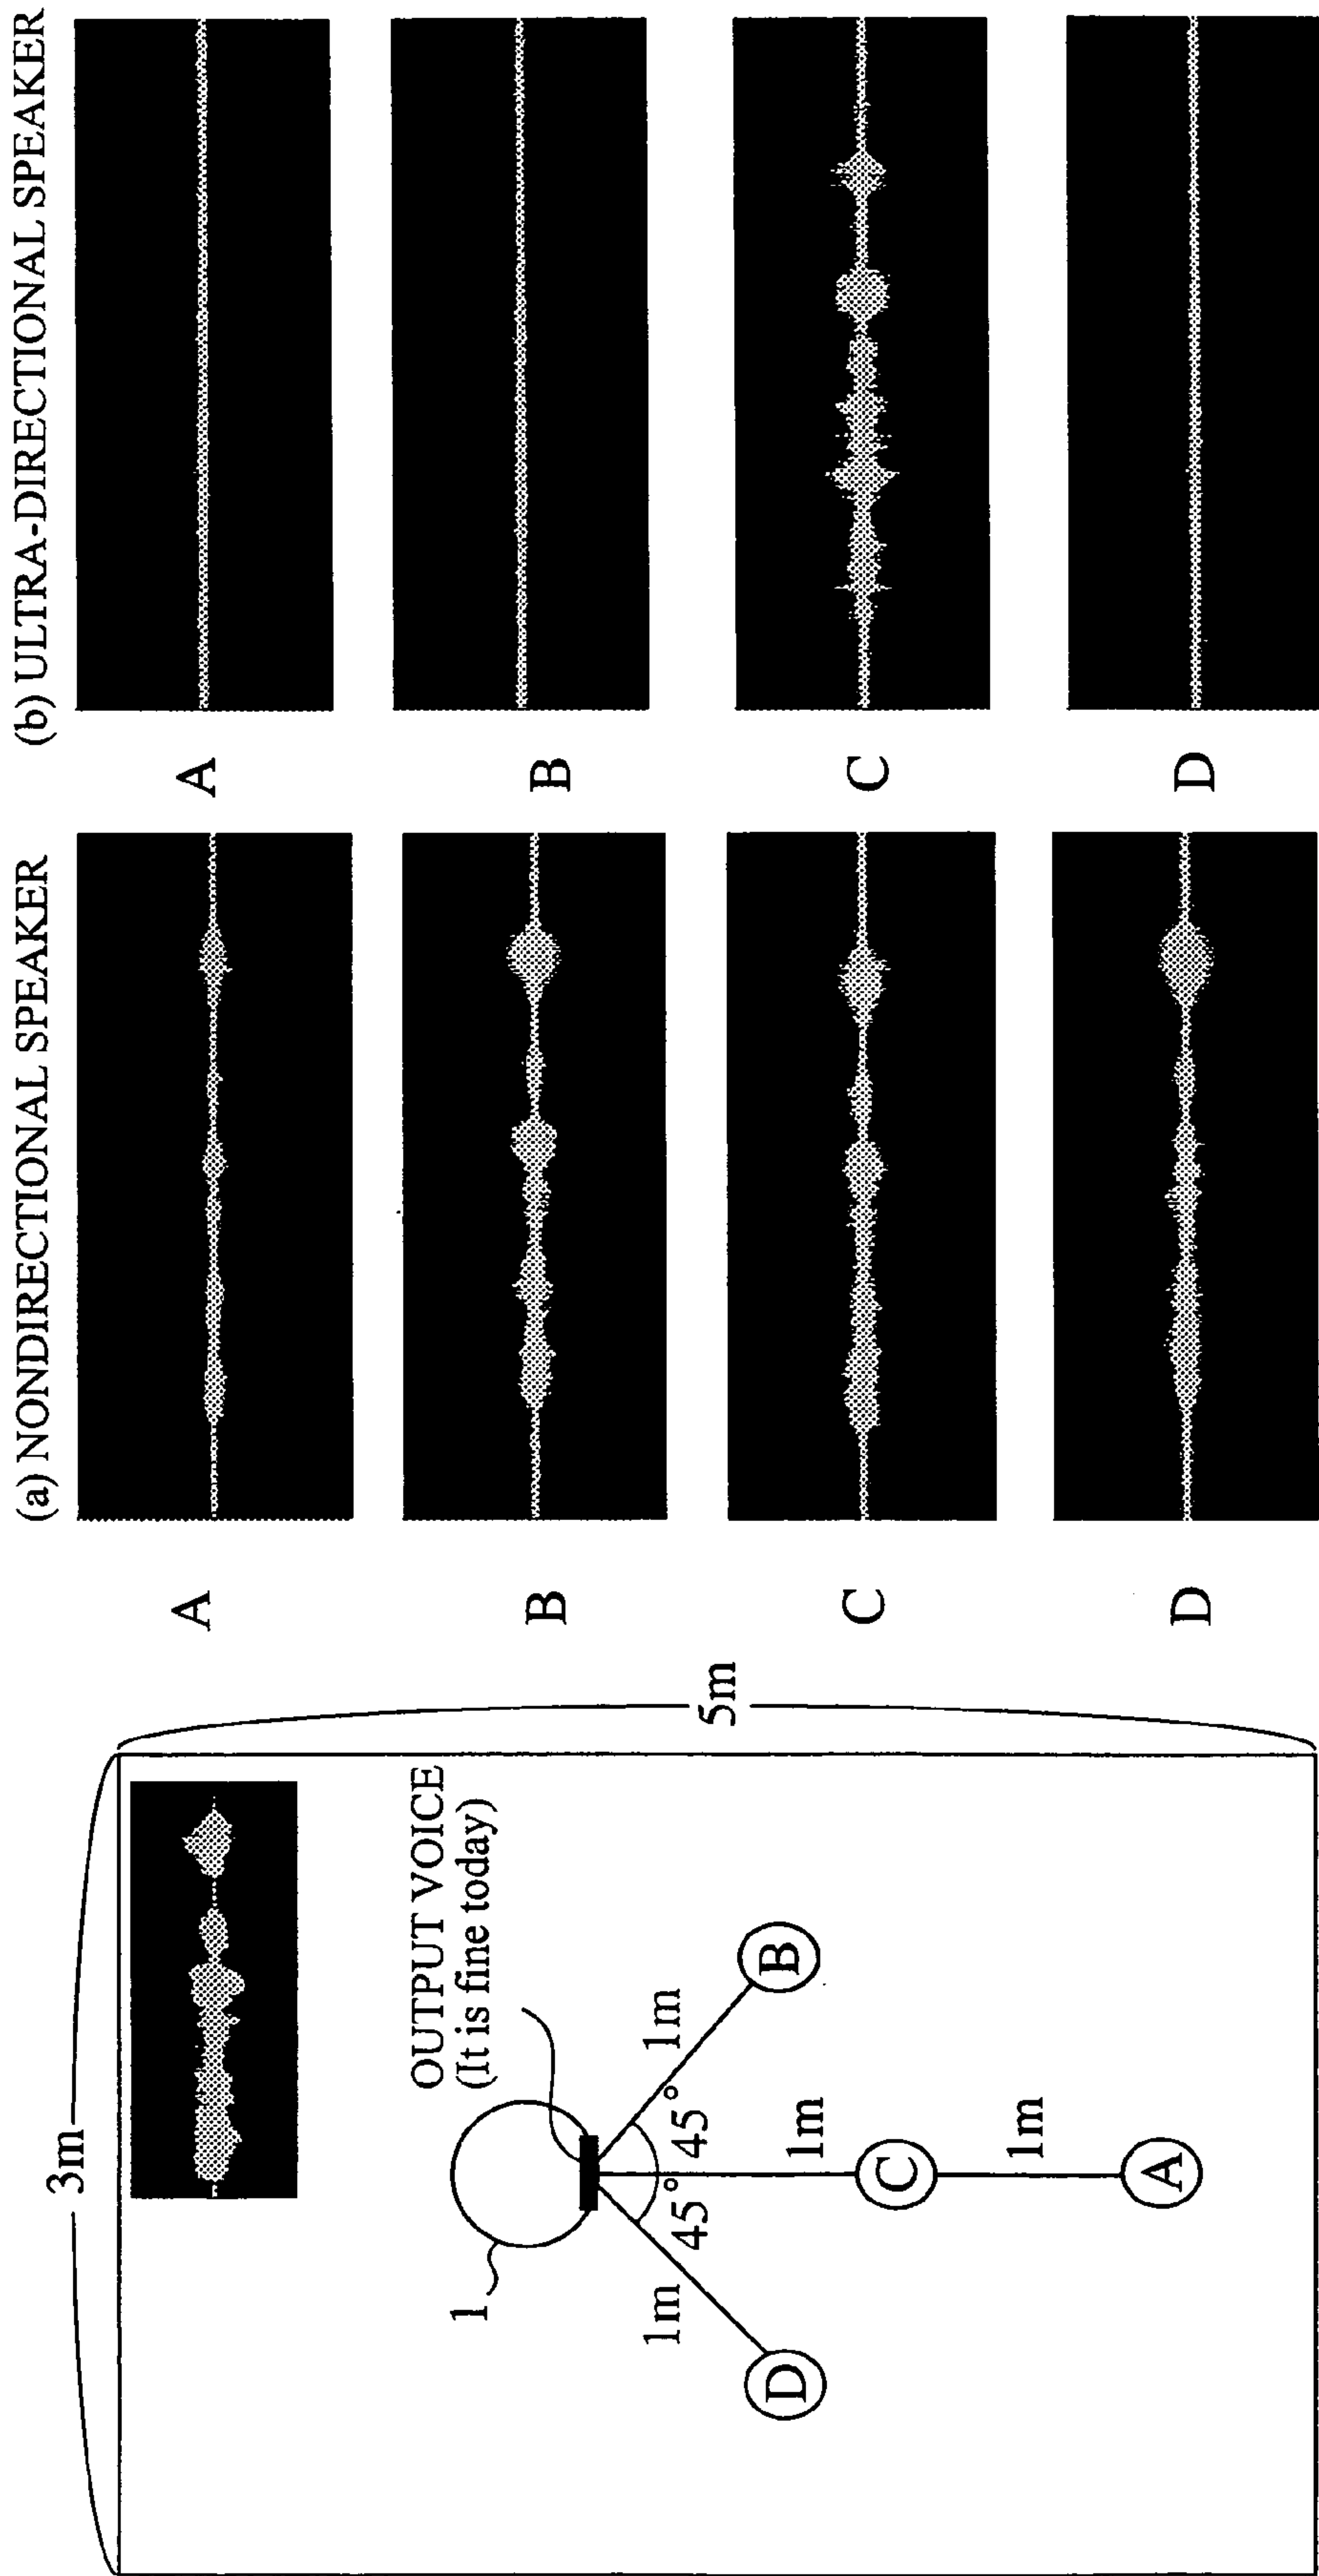 3m
5m
OUTPUT VOICE
(It is fine today)
1
1m
1m
45°
45°
1m
1m
D
B
C
A
(a) NONDIRECTIONAL SPEAKER
A
B
C
D
(b) ULTRA-DIRECTIONAL SPEAKER
A
B
C
D